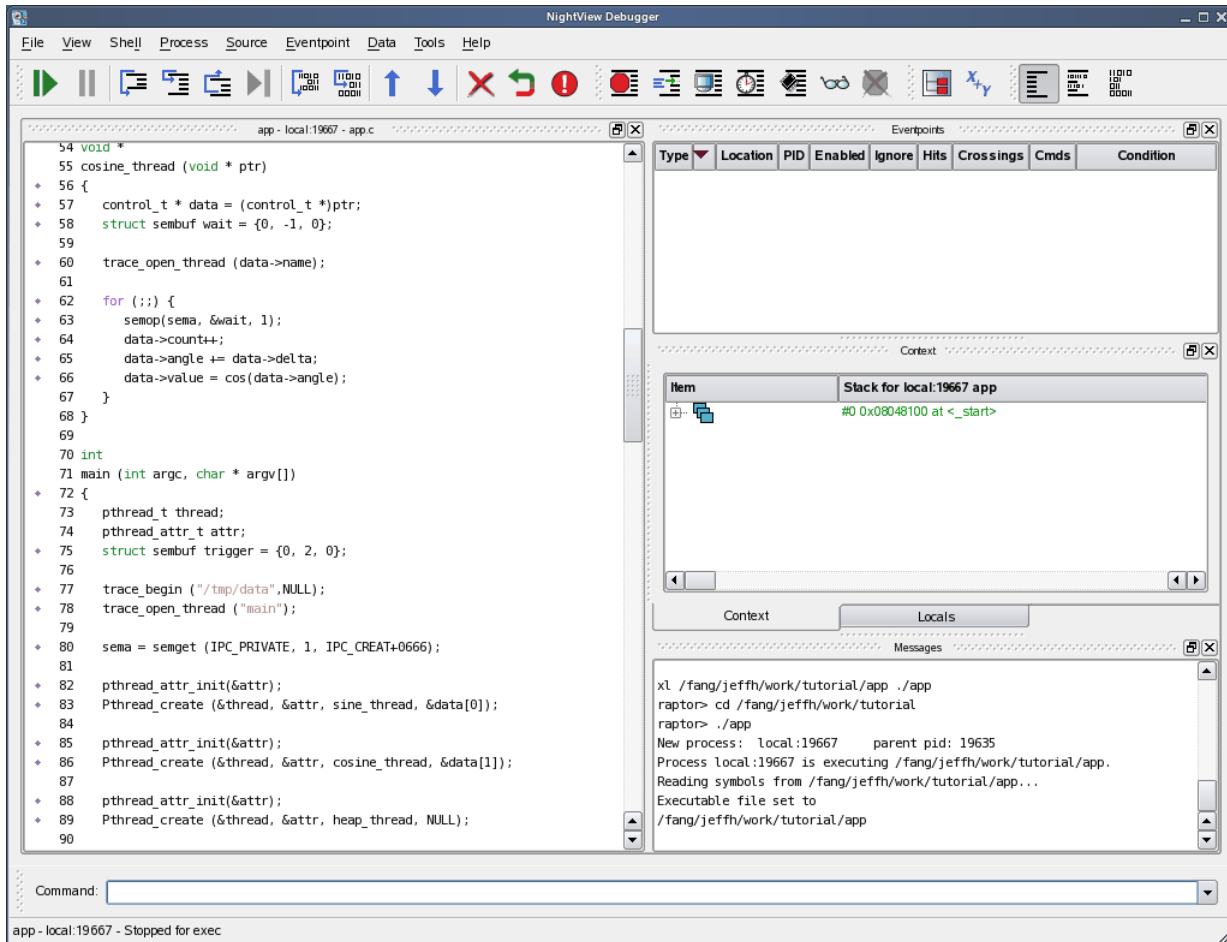 NightView Debugger
File View Shell Process Source Eventpoint Data Tools Help
app - local:19667 - app.c
54 void *
55 cosine_thread (void * ptr)
56 {
57 control_t * data = (control_t *)ptr;
58 struct sembuf wait = {0, -1, 0};
59
60 trace_open_thread (data->name);
61
62 for (;;) {
63 semop(sema, &wait, 1);
64 data->count++;
65 data->angle += data->delta;
66 data->value = cos(data->angle);
67 }
68 }
69
70 int
71 main (int argc, char * argv[])
72 {
73 pthread_t thread;
74 pthread_attr_t attr;
75 struct sembuf trigger = {0, 2, 0};
76
77 trace_begin ("/tmp/data",NULL);
78 trace_open_thread ("main");
79
80 sema = semget (IPC_PRIVATE, 1, IPC_CREAT+0666);
81
82 pthread_attr_init(&attr);
83 Pthread_create (&thread, &attr, sine_thread, &data[0]);
84
85 pthread_attr_init(&attr);
86 Pthread_create (&thread, &attr, cosine_thread, &data[1]);
87
88 pthread_attr_init(&attr);
89 Pthread_create (&thread, &attr, heap_thread, NULL);
90
Eventpoints
Type Location PID Enabled Ignore Hits Crossings Cmds Condition
Context
Item Stack for local:19667 app
#0 0x08048100 at <_start>
Context Locals
Messages
xl /fang/jeffh/work/tutorial/app ./app
raptor> cd /fang/jeffh/work/tutorial
raptor> ./app
New process: local:19667 parent pid: 19635
Process local:19667 is executing /fang/jeffh/work/tutorial/app.
Reading symbols from /fang/jeffh/work/tutorial/app...
Executable file set to
/fang/jeffh/work/tutorial/app
Command:
app - local:19667 - Stopped for exec